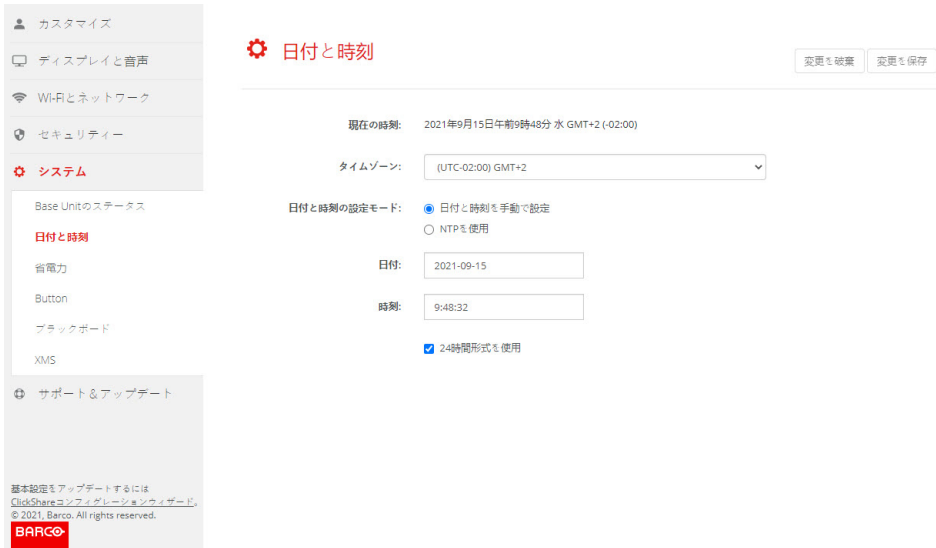 カスタマイズ
ディスプレイと音声
Wi-Fiとネットワーク
セキュリティー
システム
Base Unitのステータス
日付と時刻
省電力
Button
ブラックボード
XMS
サポート＆アップデート
基本設定をアップデートするには
ClickShareコンフィグレーションウィザード。
© 2021, Barco. All rights reserved.
BARCO
日付と時刻
変更を破棄 変更を保存
現在の時刻: 2021年9月15日午前9時48分 水 GMT+2 (-02:00)
タイムゾーン: (UTC-02:00) GMT+2
日付と時刻の設定モード: 日付と時刻を手動で設定
NTPを使用
日付: 2021-09-15
時刻: 9:48:32
24時間形式を使用